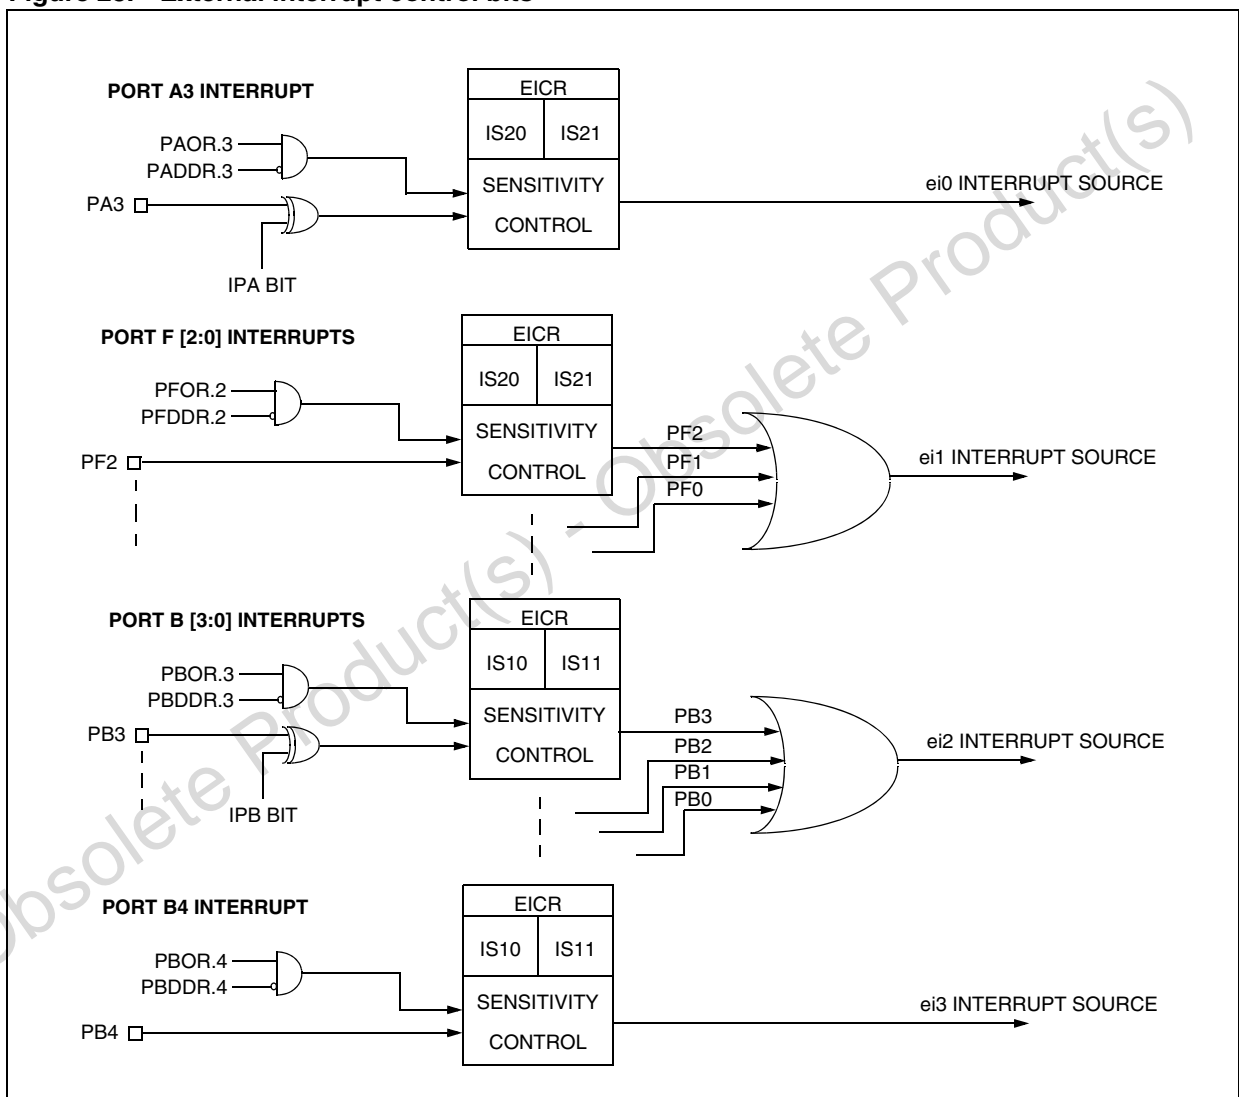 Figure 23. External interrupt control bits
PORT A3 INTERRUPT
EICR
IS20 IS21
PAOR.3
PADDR.3
SENSITIVITY
CONTROL
PA3
IPA BIT
ei0 INTERRUPT SOURCE
PORT F [2:0] INTERRUPTS
EICR
IS20 IS21
PFOR.2
PFDDR.2
SENSITIVITY
CONTROL
PF2
PF2
PF1
PF0
ei1 INTERRUPT SOURCE
PORT B [3:0] INTERRUPTS
EICR
IS10 IS11
PBOR.3
PBDDR.3
SENSITIVITY
CONTROL
PB3
IPB BIT
PB3
PB2
PB1
PB0
ei2 INTERRUPT SOURCE
PORT B4 INTERRUPT
EICR
IS10 IS11
PBOR.4
PBDDR.4
SENSITIVITY
CONTROL
PB4
ei3 INTERRUPT SOURCE
Obsolete Product(s) - Obsolete Product(s)